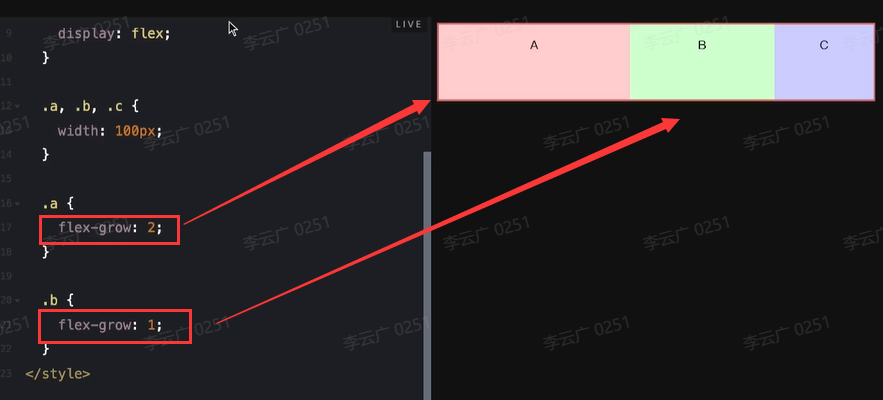 LIVE
9 display: flex;
10 }
11
12 .a, .b, .c {
13 width: 100px;
14 }
15
16 .a {
17 flex-grow: 2;
18 }
19
20 .b {
21 flex-grow: 1;
22 }
23 </style>
A B C
李云广 0251